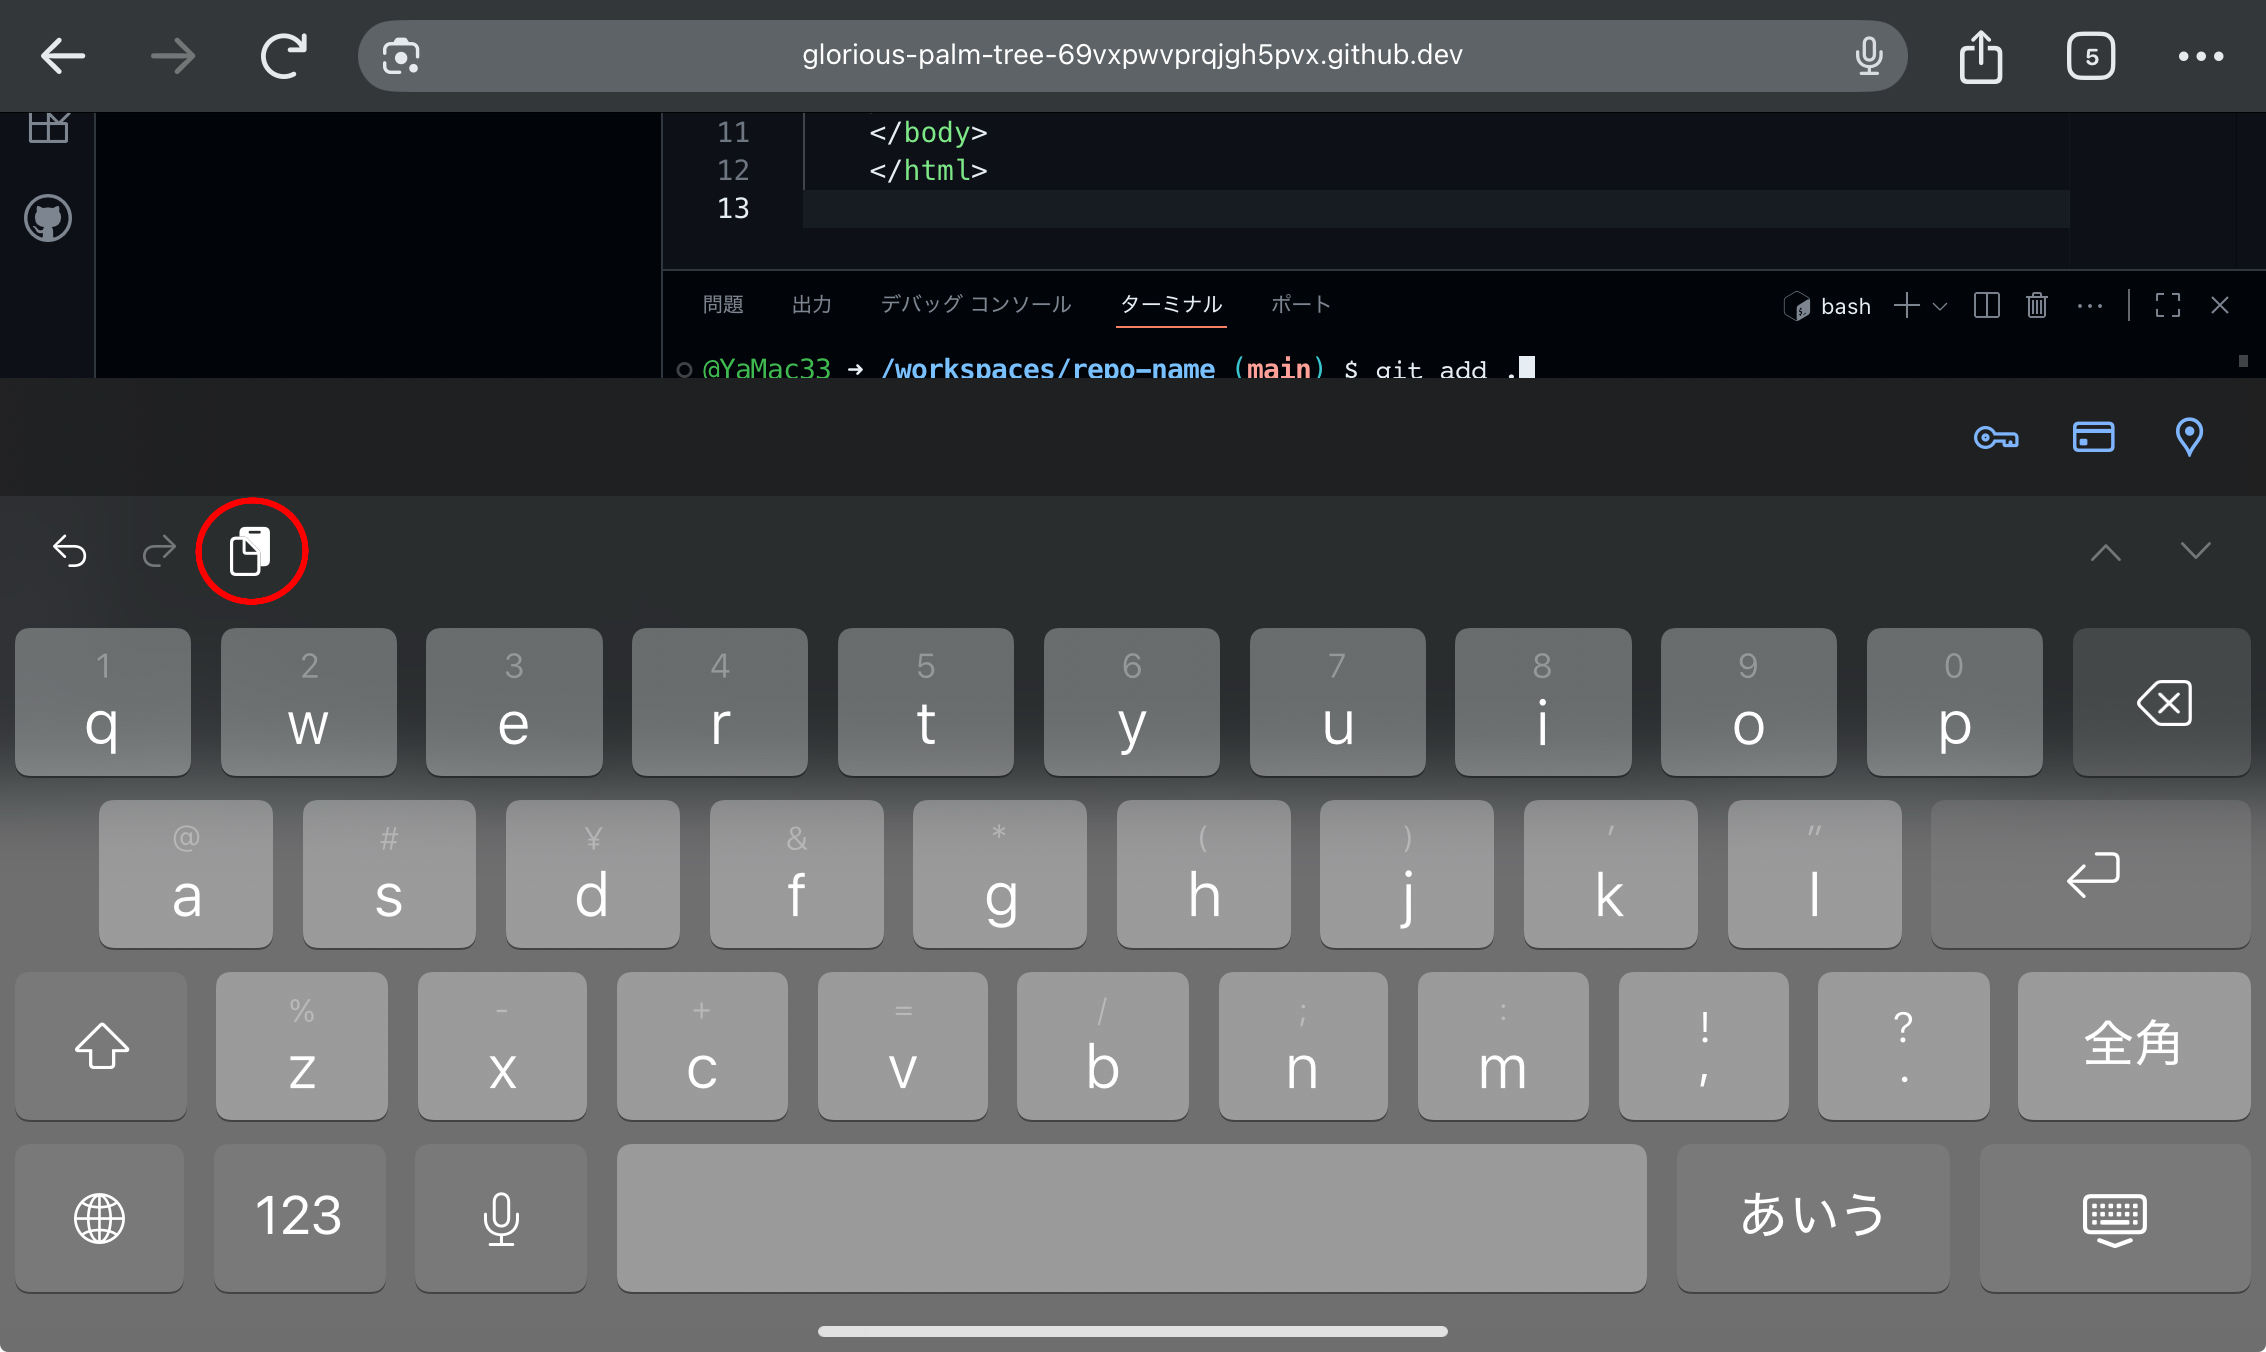 glorious-palm-tree-69vxpwvprqjgh5pvx.github.dev
5
11 </body>
12 </html>
13
問題 出力 デバッグ コンソール ターミナル ポート bash
@YaMac33 → /workspaces/repo-name (main) $ git add .
1 2 3 4 5 6 7 8 9 0
q w e r t y u i o p
@ # ¥ & * ( ) ' "
a s d f g h j k l
% - + = / ; : ! ?
z x c v b n m , . 全角
123 あいう